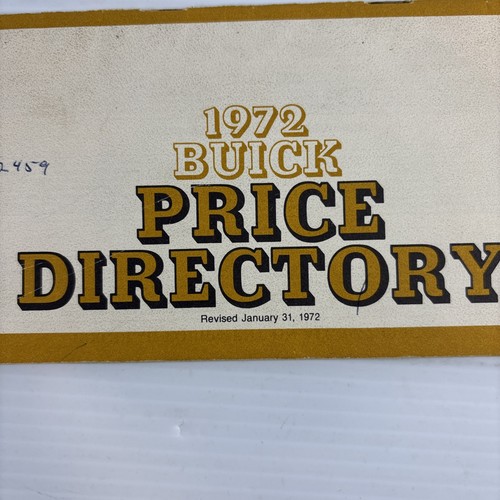 1972
BUICK
2459
PRICE
DIRECTORY
Revised January 31, 1972